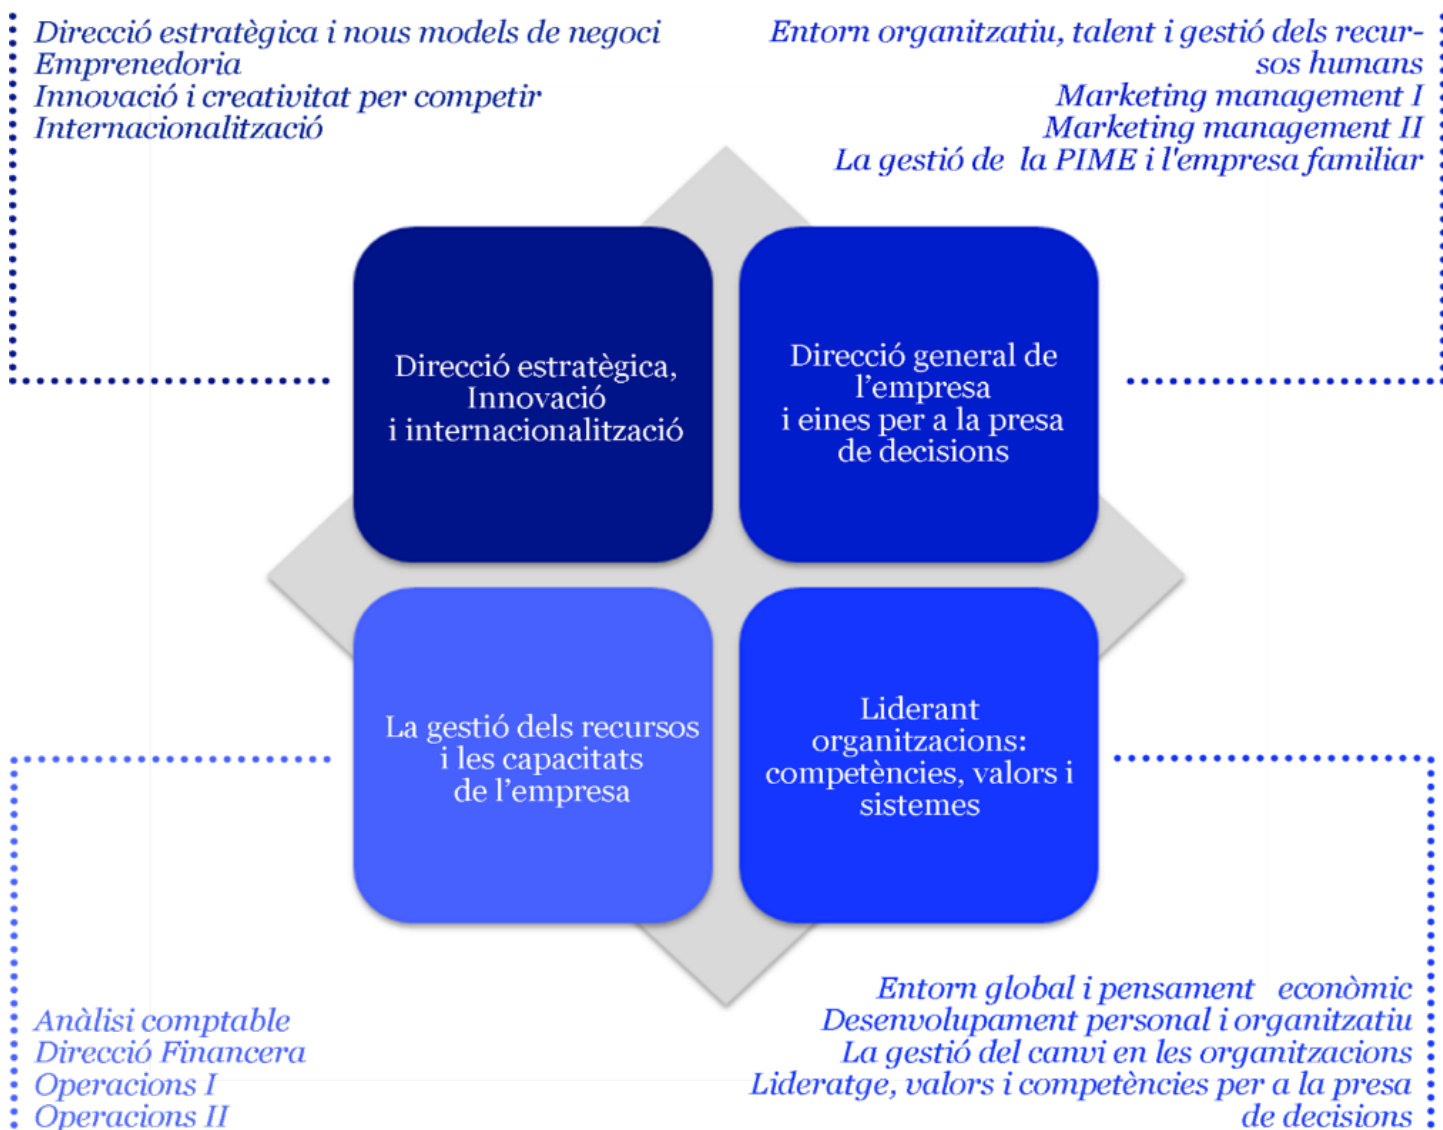 Direcció estratègica i nous models de negoci
Emprenedoria
Innovació i creativitat per competir
Internacionalització
Entorn organitzatiu, talent i gestió dels recur-
sos humans
Marketing management I
Marketing management II
La gestió de la PIME i l'empresa familiar
Direcció estratègica,
Innovació
i internacionalització
Direcció general de
l’empresa
i eines per a la presa
de decisions
La gestió dels recursos
i les capacitats
de l’empresa
Liderant
organitzacions:
competències, valors i
sistemes
Anàlisi comptable
Direcció Financera
Operacions I
Operacions II
Entorn global i pensament econòmic
Desenvolupament personal i organitzatiu
La gestió del canvi en les organitzacions
Lideratge, valors i competències per a la presa
de decisions